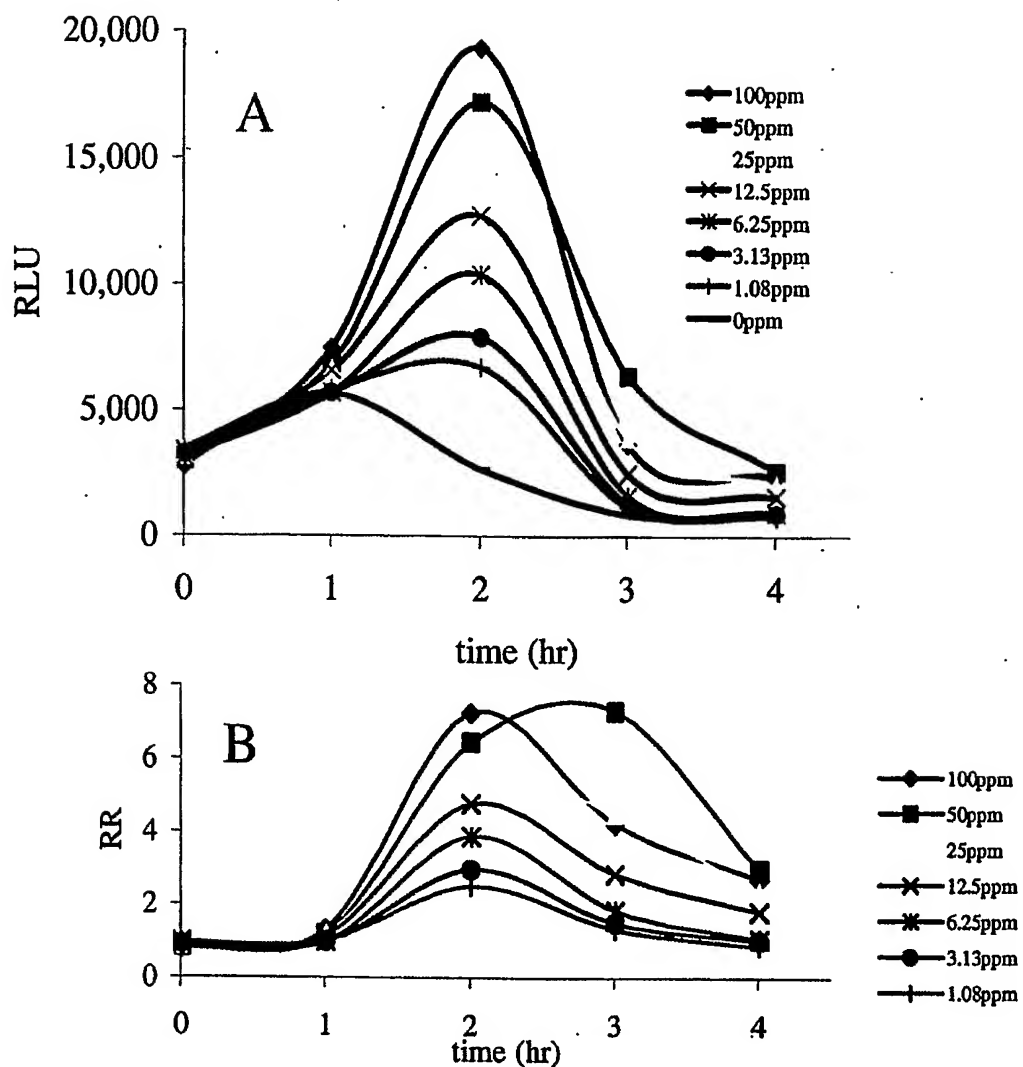 20,000
15,000
10,000
5,000
0
RLU
A
100ppm
50ppm
25ppm
12.5ppm
6.25ppm
3.13ppm
1.08ppm
0ppm
0 1 2 3 4
time (hr)
8
6
4
2
0
RR
B
100ppm
50ppm
25ppm
12.5ppm
6.25ppm
3.13ppm
1.08ppm
0 1 2 3 4
time (hr)